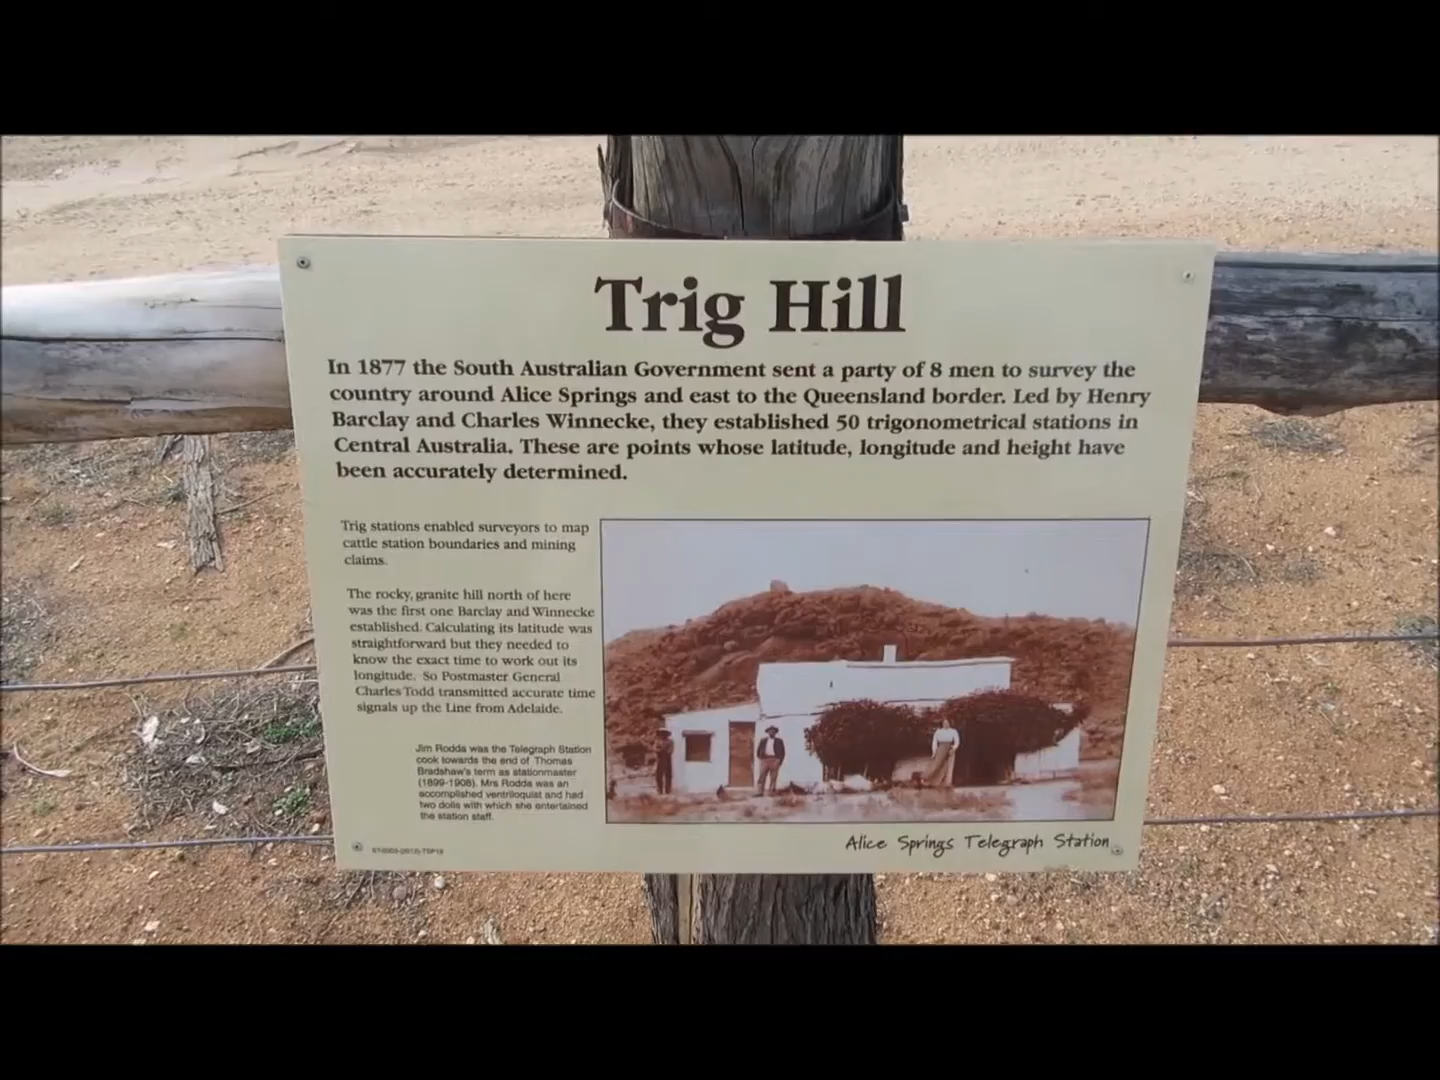 Trig Hill
In 1877 the South Australian Government sent a party of 8 men to survey the
country around Alice Springs and east to the Queensland border. Led by Henry
Barclay and Charles Winnecke, they established 50 trigonometrical stations in
Central Australia. These are points whose latitude, longitude and height have
been accurately determined.
Trig stations enabled surveyors to map
cattle station boundaries and mining
claims.
The rocky, granite hill north of here
was the first one Barclay and Winnecke
established. Calculating its latitude was
straightforward but they needed to
know the exact time to work out its
longitude. So Postmaster General
Charles Todd transmitted accurate time
signals up the Line from Adelaide.
Jim Rodda was the Telegraph Station
cook towards the end of Thomas
Bradshaw's term as stationmaster
(1899-1908). Mrs Rodda was an
accomplished ventriloquist and had
two dolls with which she entertained
the station staff.
Alice Springs Telegraph Station